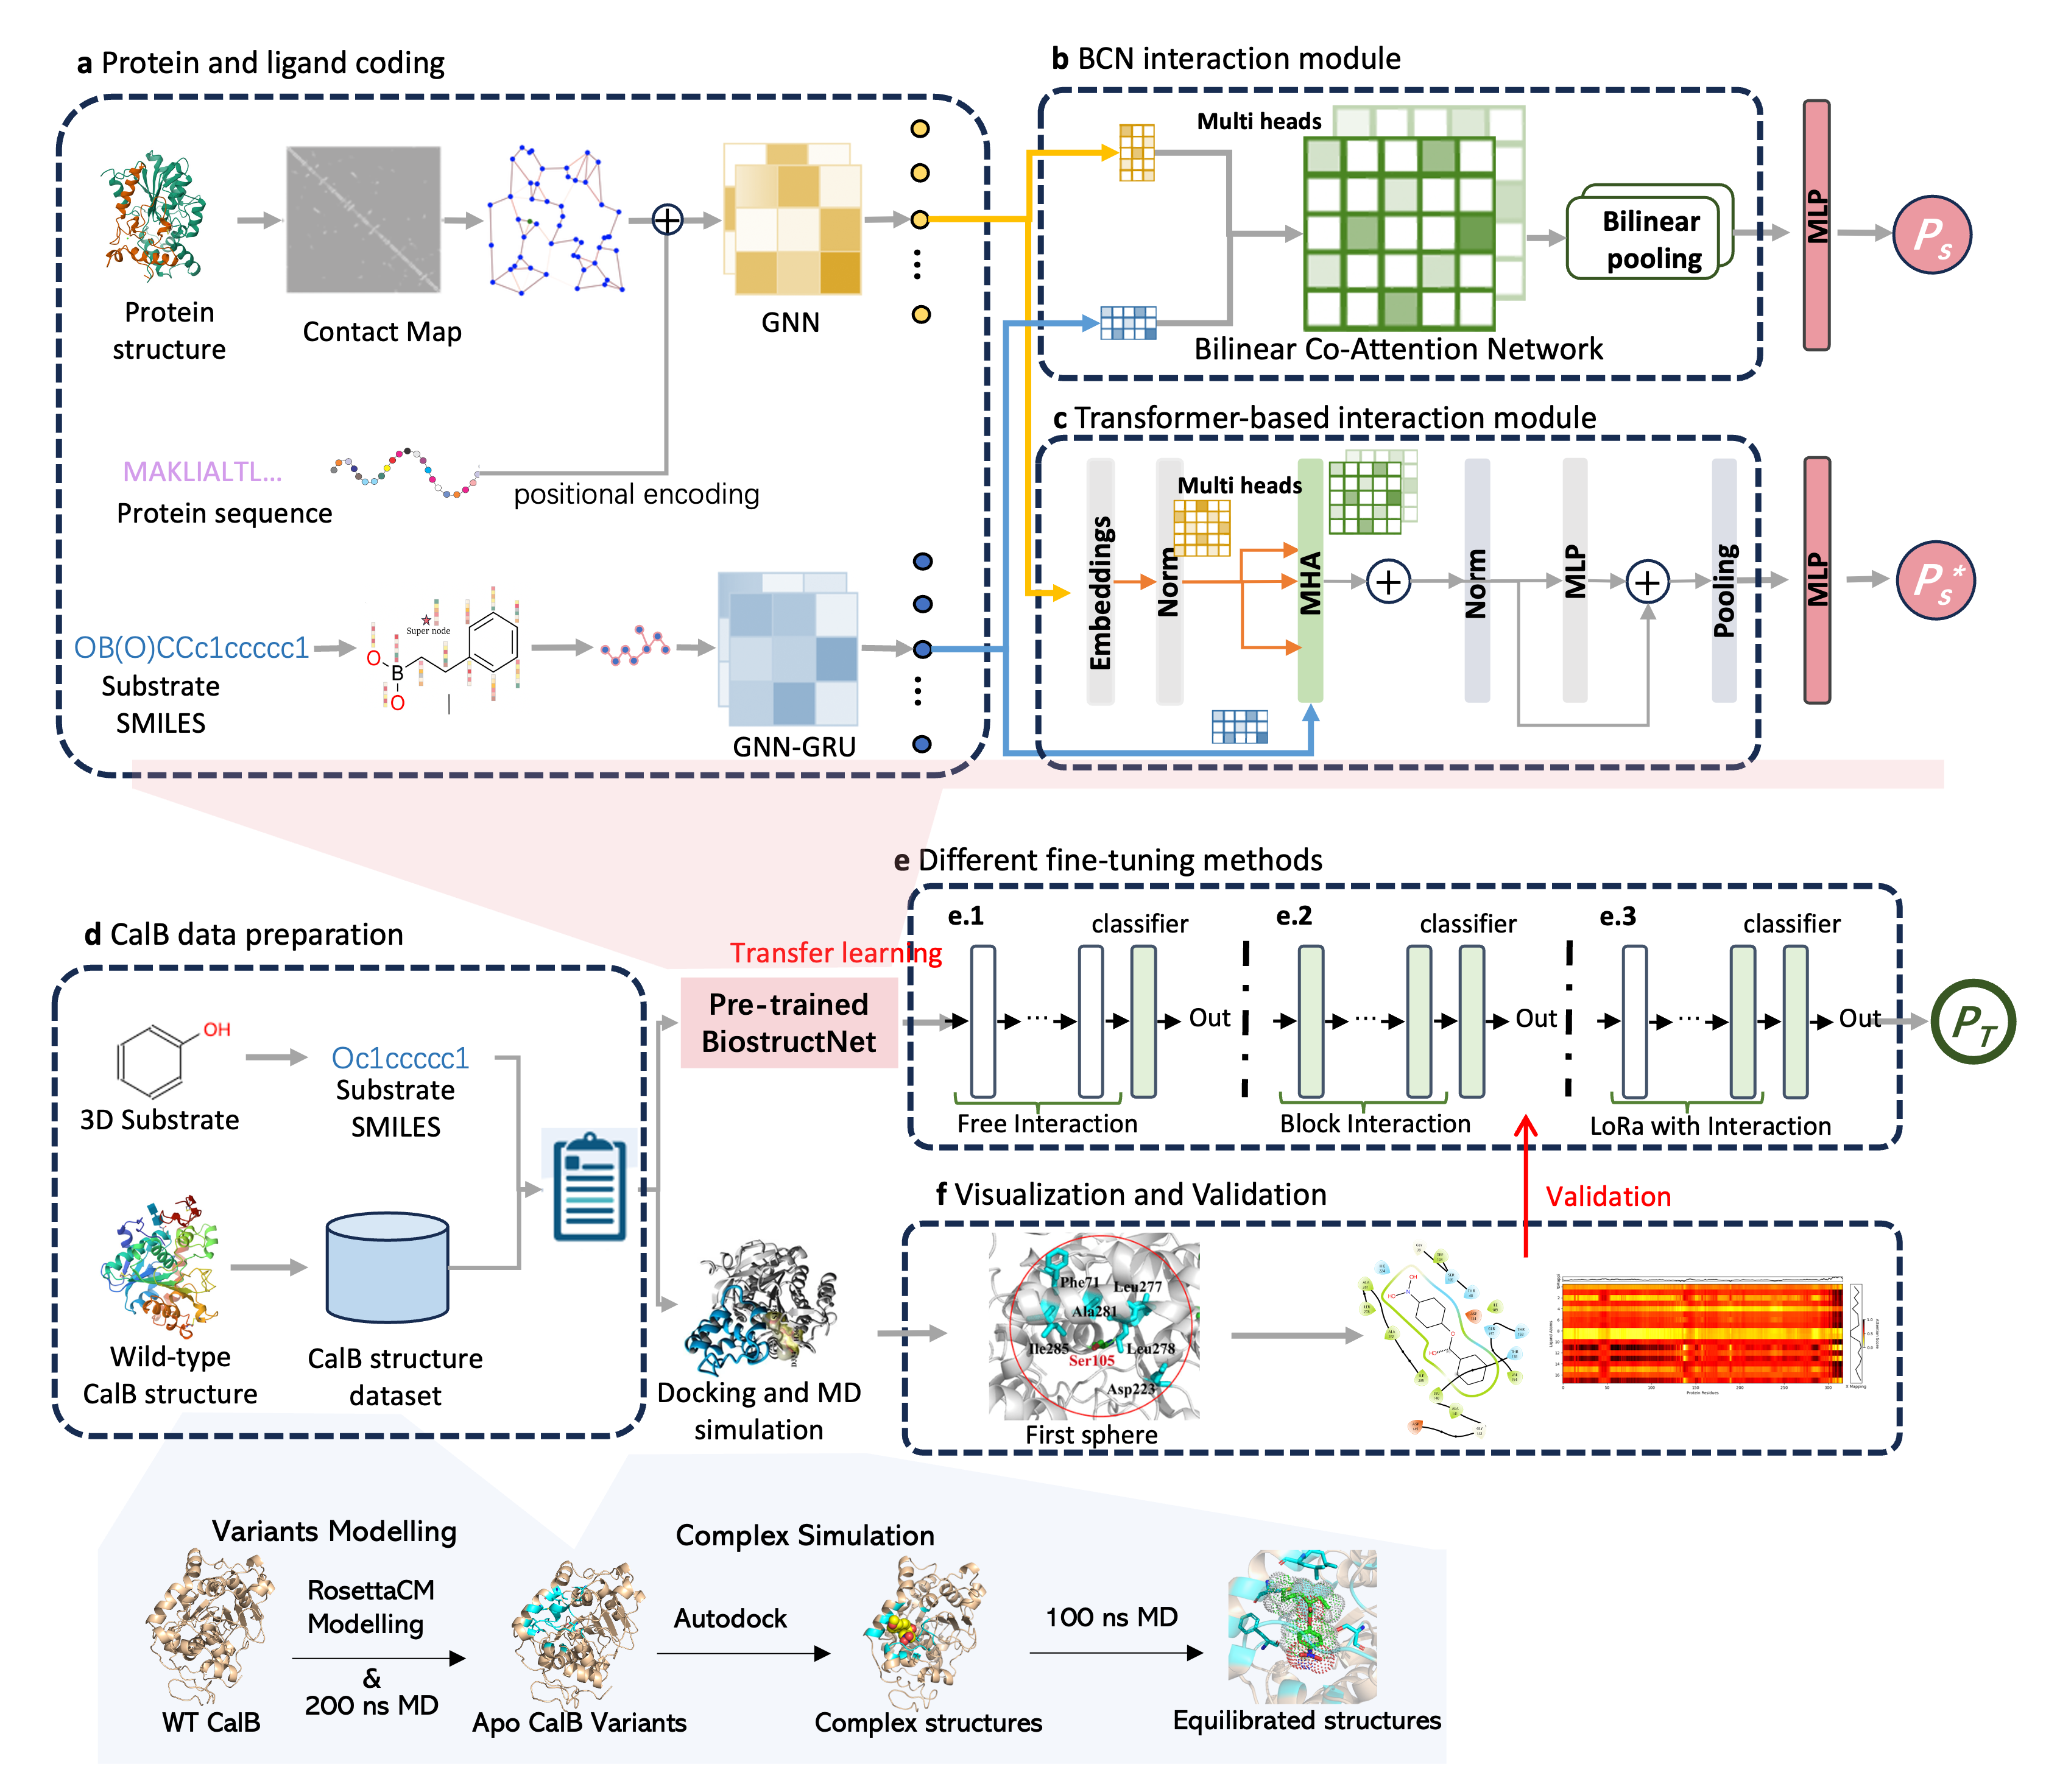 a Protein and ligand coding
Protein
structure
Contact Map
GNN
MAKLIALTL...
Protein sequence
positional encoding
OB(O)CCc1ccccc1
Substrate
SMILES
Super node
O
B
O
GNN-GRU
b BCN interaction module
Multi heads
Bilinear
pooling
Bilinear Co-Attention Network
MLP
PS
c Transformer-based interaction module
Embeddings
Norm
Multi heads
MHA
Norm
MLP
Pooling
MLP
PS*
d CalB data preparation
OH
3D Substrate
Oc1ccccc1
Substrate
SMILES
Wild-type
CalB structure
CalB structure
dataset
Transfer learning
Pre-trained
BiostructNet
Docking and MD
simulation
e Different fine-tuning methods
e.1
classifier
...
Out
Free Interaction
e.2
classifier
...
Out
Block Interaction
e.3
classifier
...
Out
LoRa with Interaction
PT
f Visualization and Validation
Validation
Phe71
Leu277
Ala281
Ile285
Leu278
Ser105
Asp223
First sphere
Protein Residues
Variants Modelling
RosettaCM
Modelling
&
200 ns MD
WT CalB
Apo CalB Variants
Complex Simulation
Autodock
Complex structures
100 ns MD
Equilibrated structures